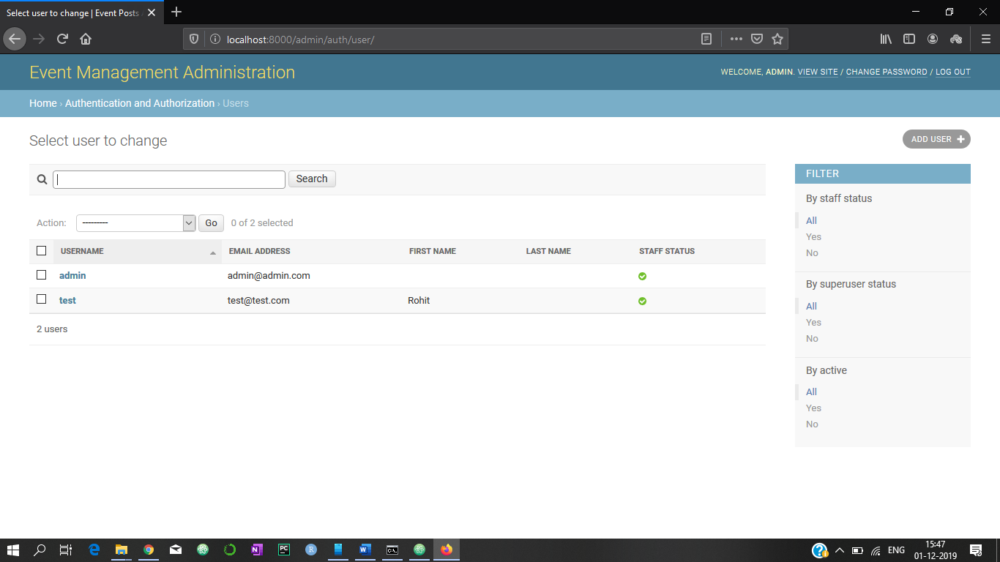 Select user to change | Event Posts
localhost:8000/admin/auth/user/
Event Management Administration
WELCOME, ADMIN. VIEW SITE / CHANGE PASSWORD / LOG OUT
Home › Authentication and Authorization › Users
Select user to change
ADD USER
Search
FILTER
By staff status
All
Yes
No
By superuser status
All
Yes
No
By active
All
Yes
No
Action: --------- Go 0 of 2 selected
USERNAME EMAIL ADDRESS FIRST NAME LAST NAME STAFF STATUS
admin admin@admin.com
test test@test.com Rohit
2 users
ENG
15:47
01-12-2019